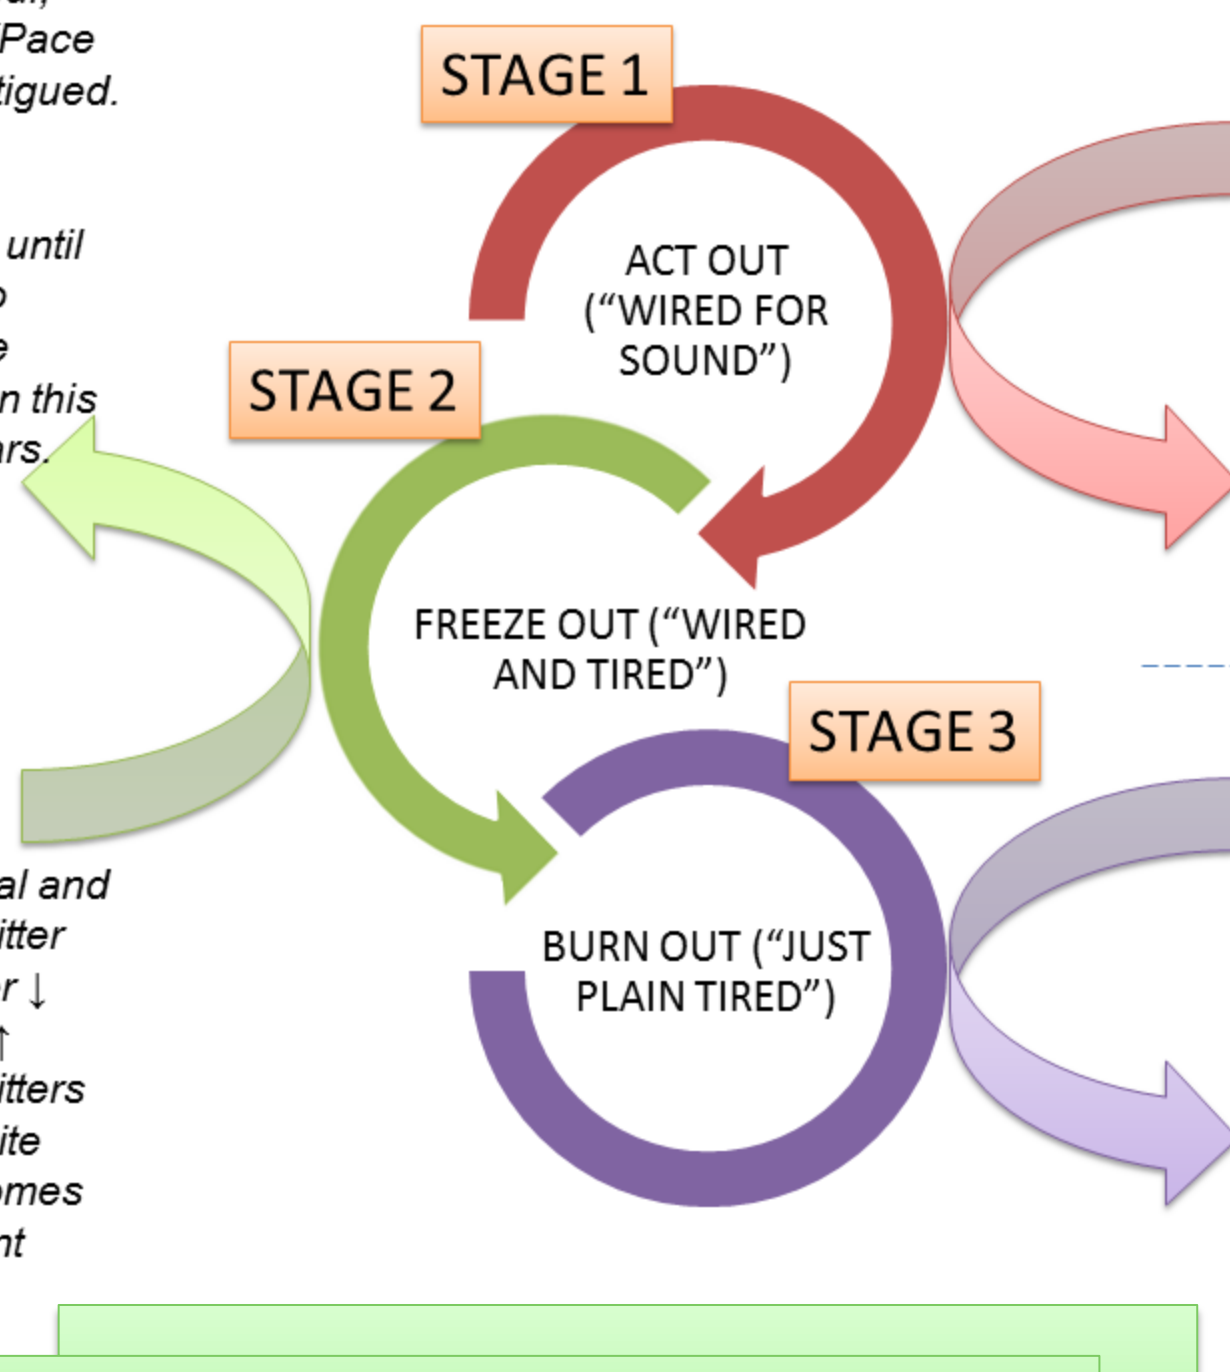 Pace
tigued.
until
n this
ars.
al and
itter
r ↓
↑
itters
ite
omes
nt
STAGE 1
ACT OUT
(“WIRED FOR
SOUND”)
STAGE 2
FREEZE OUT (“WIRED
AND TIRED”)
STAGE 3
BURN OUT (“JUST
PLAIN TIRED”)